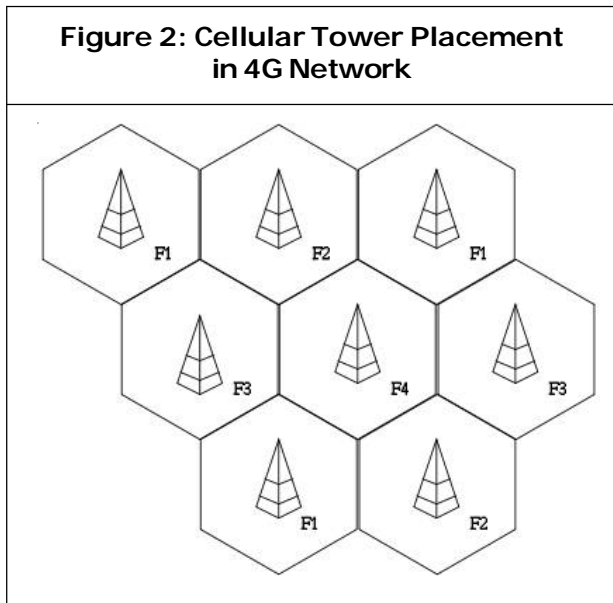 Figure 2: Cellular Tower Placement
in 4G Network
F1 F2 F1
F3 F4 F3
F1 F2